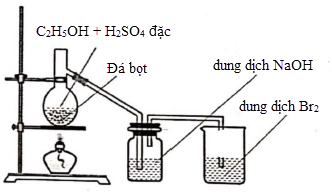 C2H5OH + H2SO4 đặc
Đá bọt
dung dịch NaOH
dung dịch Br2